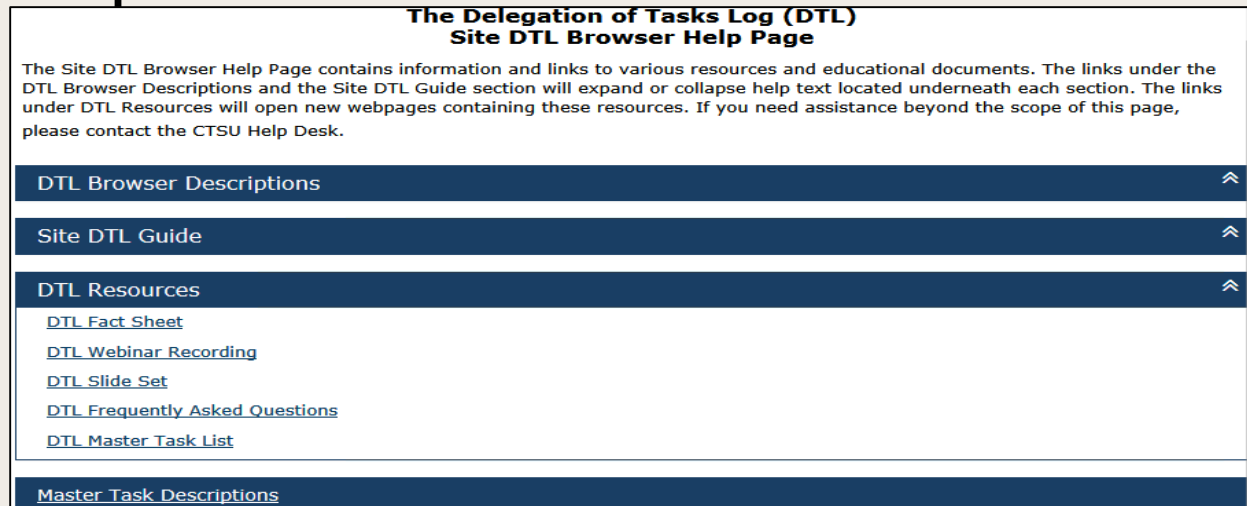 The Delegation of Tasks Log (DTL)
Site DTL Browser Help Page
The Site DTL Browser Help Page contains information and links to various resources and educational documents. The links under the
DTL Browser Descriptions and the Site DTL Guide section will expand or collapse help text located underneath each section. The links
under DTL Resources will open new webpages containing these resources. If you need assistance beyond the scope of this page,
please contact the CTSU Help Desk.
DTL Browser Descriptions
Site DTL Guide
DTL Resources
DTL Fact Sheet
DTL Webinar Recording
DTL Slide Set
DTL Frequently Asked Questions
DTL Master Task List
Master Task Descriptions